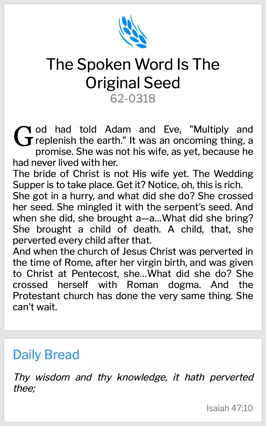 The Spoken Word Is The
Original Seed
62-0318
God had told Adam and Eve, "Multiply and
replenish the earth." It was an oncoming thing, a
promise. She was not his wife, as yet, because he
had never lived with her.
The bride of Christ is not His wife yet. The Wedding
Supper is to take place. Get it? Notice, oh, this is rich.
She got in a hurry, and what did she do? She crossed
her seed. She mingled it with the serpent's seed. And
when she did, she brought a—a...What did she bring?
She brought a child of death. A child, that, she
perverted every child after that.
And when the church of Jesus Christ was perverted in
the time of Rome, after her virgin birth, and was given
to Christ at Pentecost, she...What did she do? She
crossed herself with Roman dogma. And the
Protestant church has done the very same thing. She
can't wait.
Daily Bread
Thy wisdom and thy knowledge, it hath perverted
thee;
Isaiah 47:10